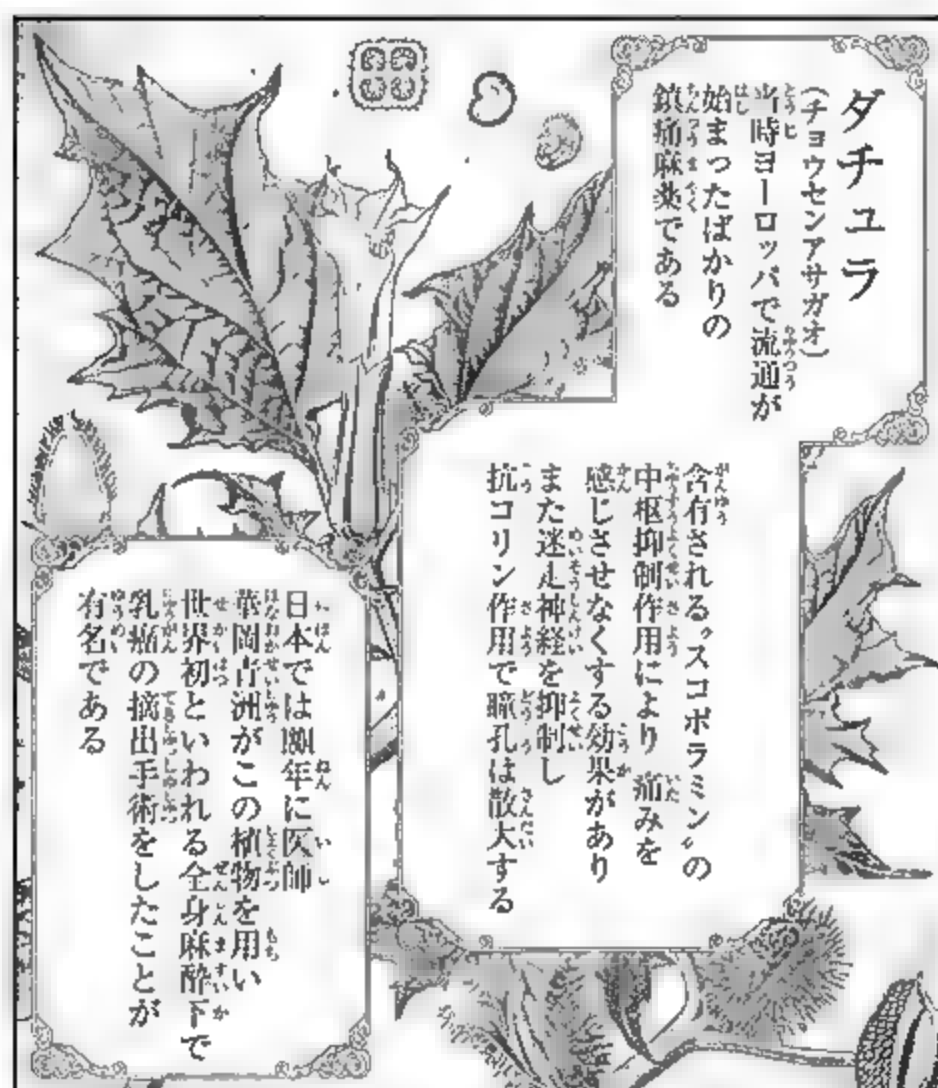 ダチュラ
(チョウセンアサガオ)
当時ヨーロッパで流通が
始まったばかりの
鎮痛麻薬である
含有される〝スコポラミン〟の
中枢抑制作用により 痛みを
感じさせなくする効果があり
また迷走神経を抑制し
抗コリン作用で瞳孔は散大する
日本では年に医師
華岡青洲がこの植物を用い
世界初といわれる全身麻酔下で
乳癌の摘出手術をしたことが
有名である